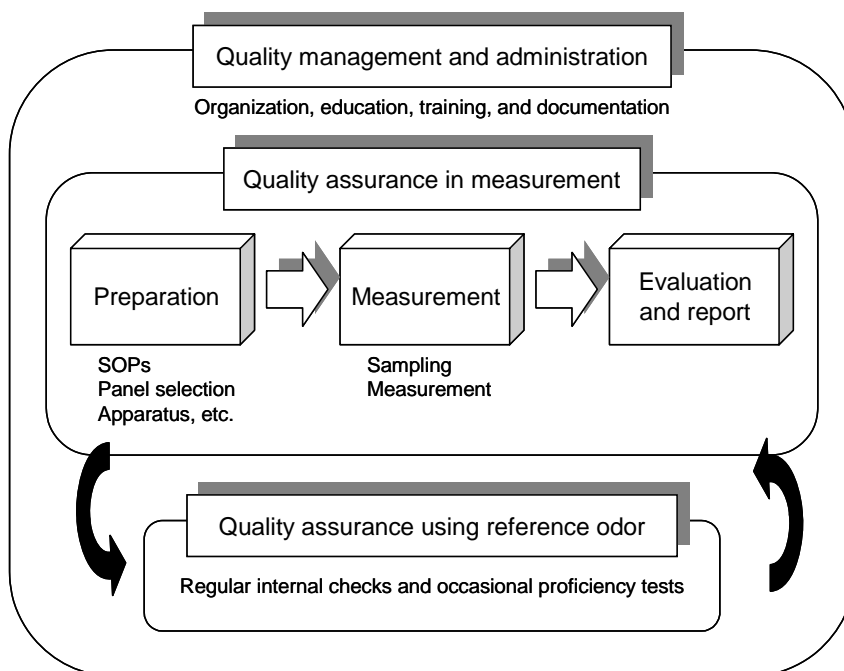 Quality management and administration
Organization, education, training, and documentation
Quality assurance in measurement
Preparation
SOPs
Panel selection
Apparatus, etc.
Measurement
Sampling
Measurement
Evaluation
and report
Quality assurance using reference odor
Regular internal checks and occasional proficiency tests